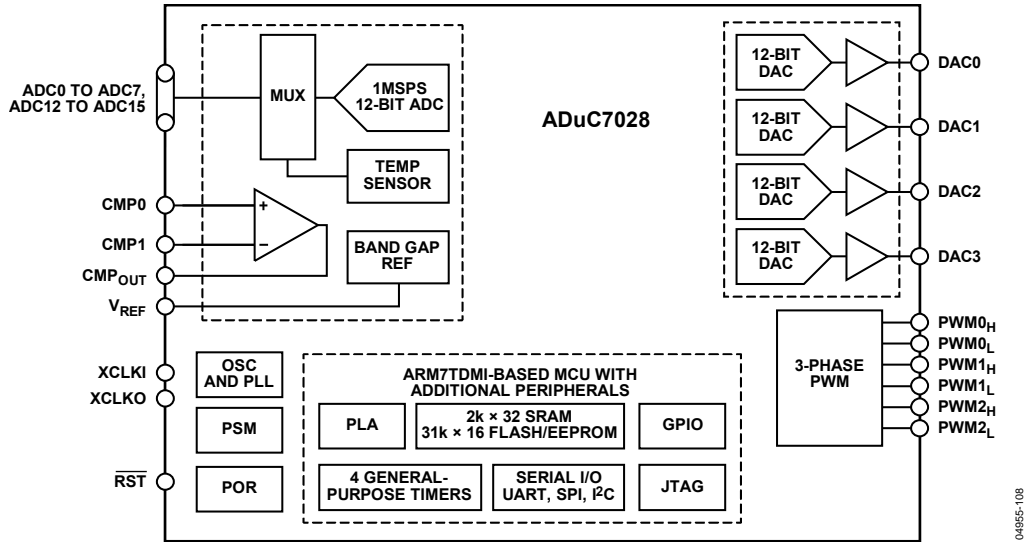 ADC0 TO ADC7,
ADC12 TO ADC15
MUX
1MSPS
12-BIT ADC
TEMP
SENSOR
CMP0
+
CMP1
−
CMPOUT
VREF
BAND GAP
REF
ADuC7028
12-BIT
DAC
DAC0
12-BIT
DAC
DAC1
12-BIT
DAC
DAC2
12-BIT
DAC
DAC3
3-PHASE
PWM
PWM0H
PWM0L
PWM1H
PWM1L
PWM2H
PWM2L
XCLKI
XCLKO
RST
OSC
AND PLL
PSM
POR
ARM7TDMI-BASED MCU WITH
ADDITIONAL PERIPHERALS
PLA
2k × 32 SRAM
31k × 16 FLASH/EEPROM
GPIO
4 GENERAL-
PURPOSE TIMERS
SERIAL I/O
UART, SPI, I²C
JTAG
04955-108